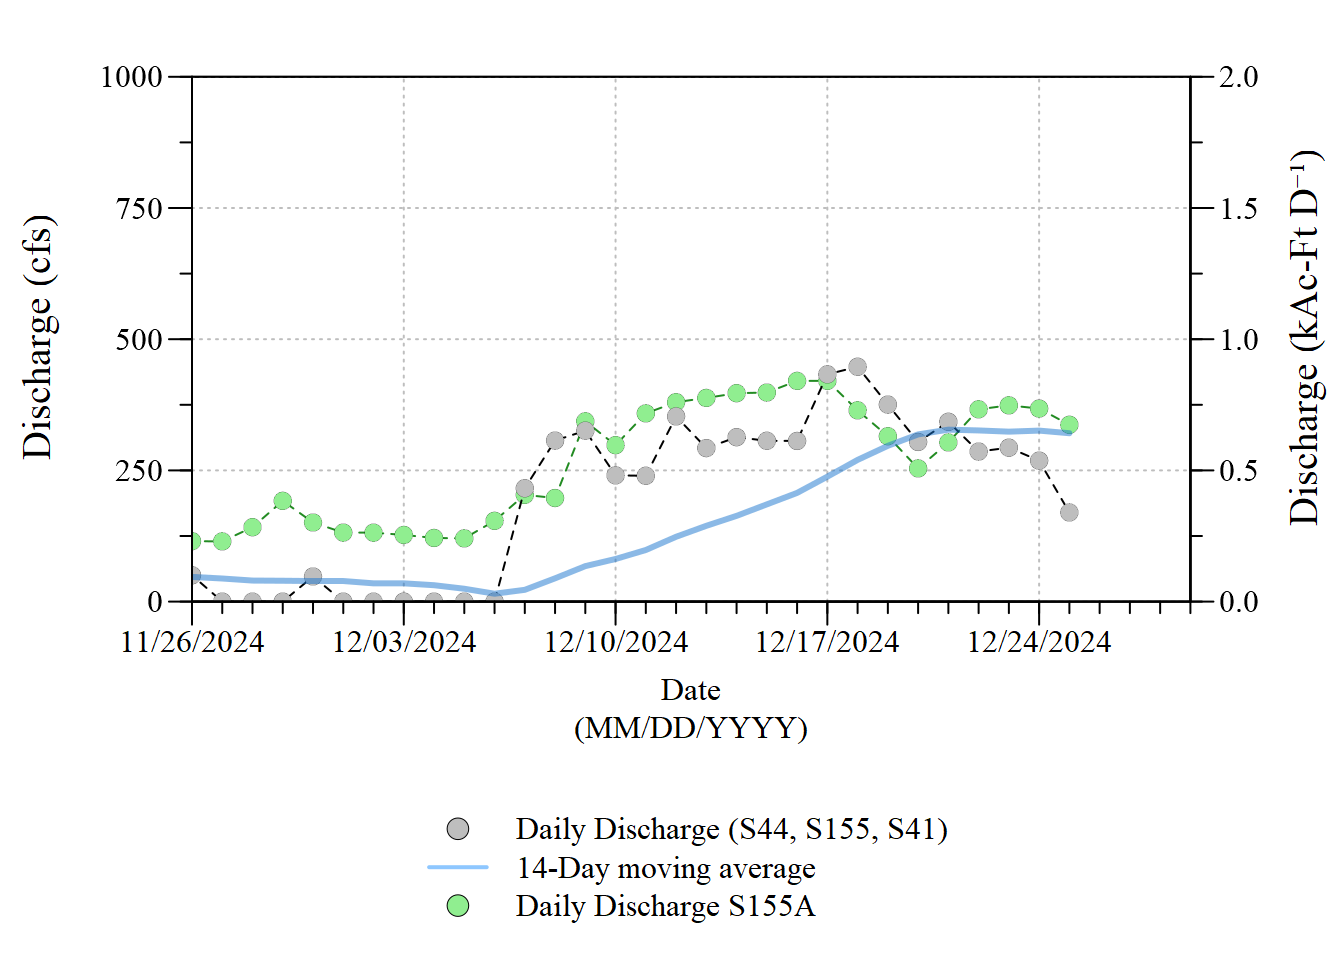 1000
750
500
250
0
Discharge (cfs)
2.0
1.5
1.0
0.5
0.0
Discharge (kAc-Ft D⁻¹)
11/26/2024 12/03/2024 12/10/2024 12/17/2024 12/24/2024
Date
(MM/DD/YYYY)
Daily Discharge (S44, S155, S41)
14-Day moving average
Daily Discharge S155A